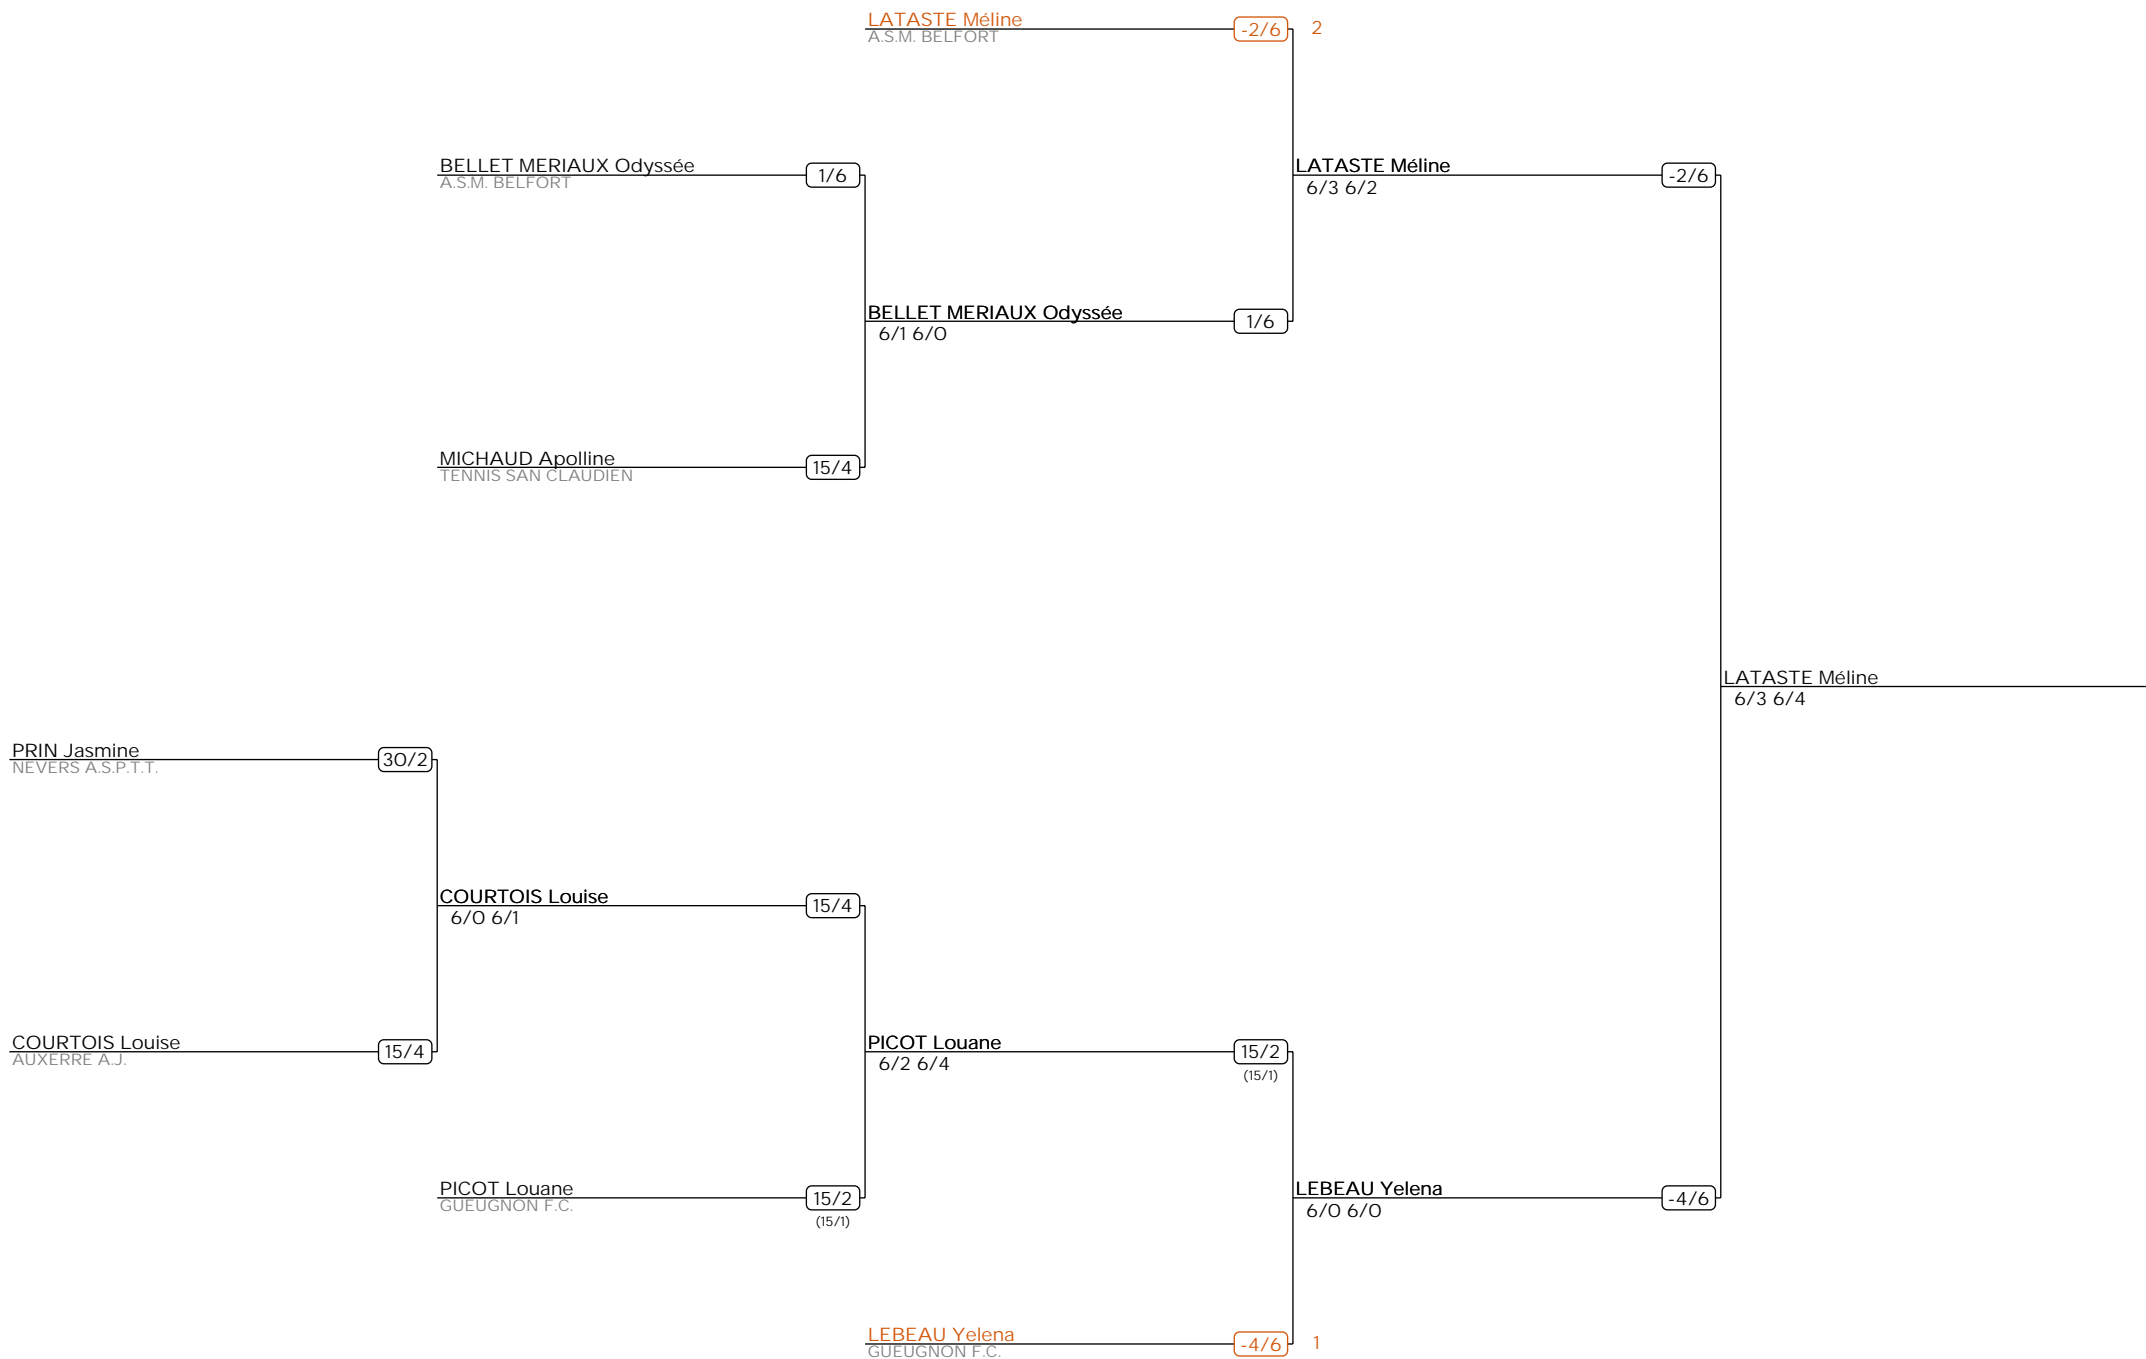 LATASTE Méline
-2/6
2
A.S.M. BELFORT
BELLET MERIAUX Odyssée
1/6
A.S.M. BELFORT
LATASTE Méline
-2/6
6/3 6/2
BELLET MERIAUX Odyssée
1/6
6/1 6/0
MICHAUD Apolline
15/4
TENNIS SAN CLAUDIEN
LATASTE Méline
6/3 6/4
PRIN Jasmine
30/2
NEVERS A.S.P.T.T.
COURTOIS Louise
15/4
6/0 6/1
COURTOIS Louise
15/4
AUXERRE A.J.
PICOT Louane
15/2
6/2 6/4
(15/1)
PICOT Louane
15/2
GUEUGNON F.C.
(15/1)
LEBEAU Yelena
-4/6
6/0 6/0
LEBEAU Yelena
-4/6
1
GUEUGNON F.C.